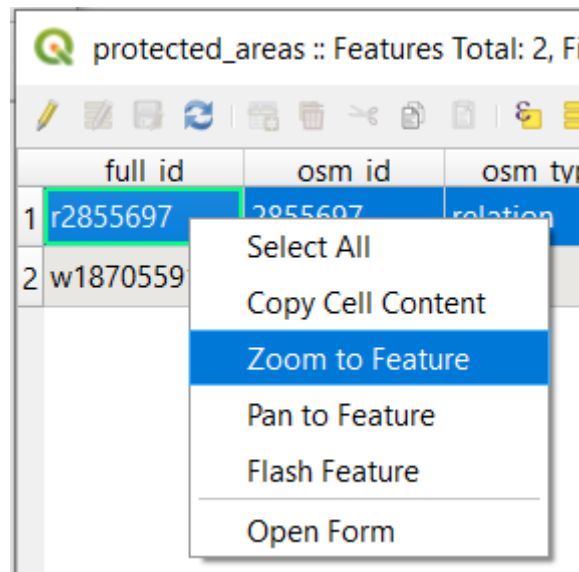 protected_areas :: Features Total: 2, Fi
full_id osm_id osm_typ
1 r2855697 2855697 relation
2 w18705591
Select All
Copy Cell Content
Zoom to Feature
Pan to Feature
Flash Feature
Open Form